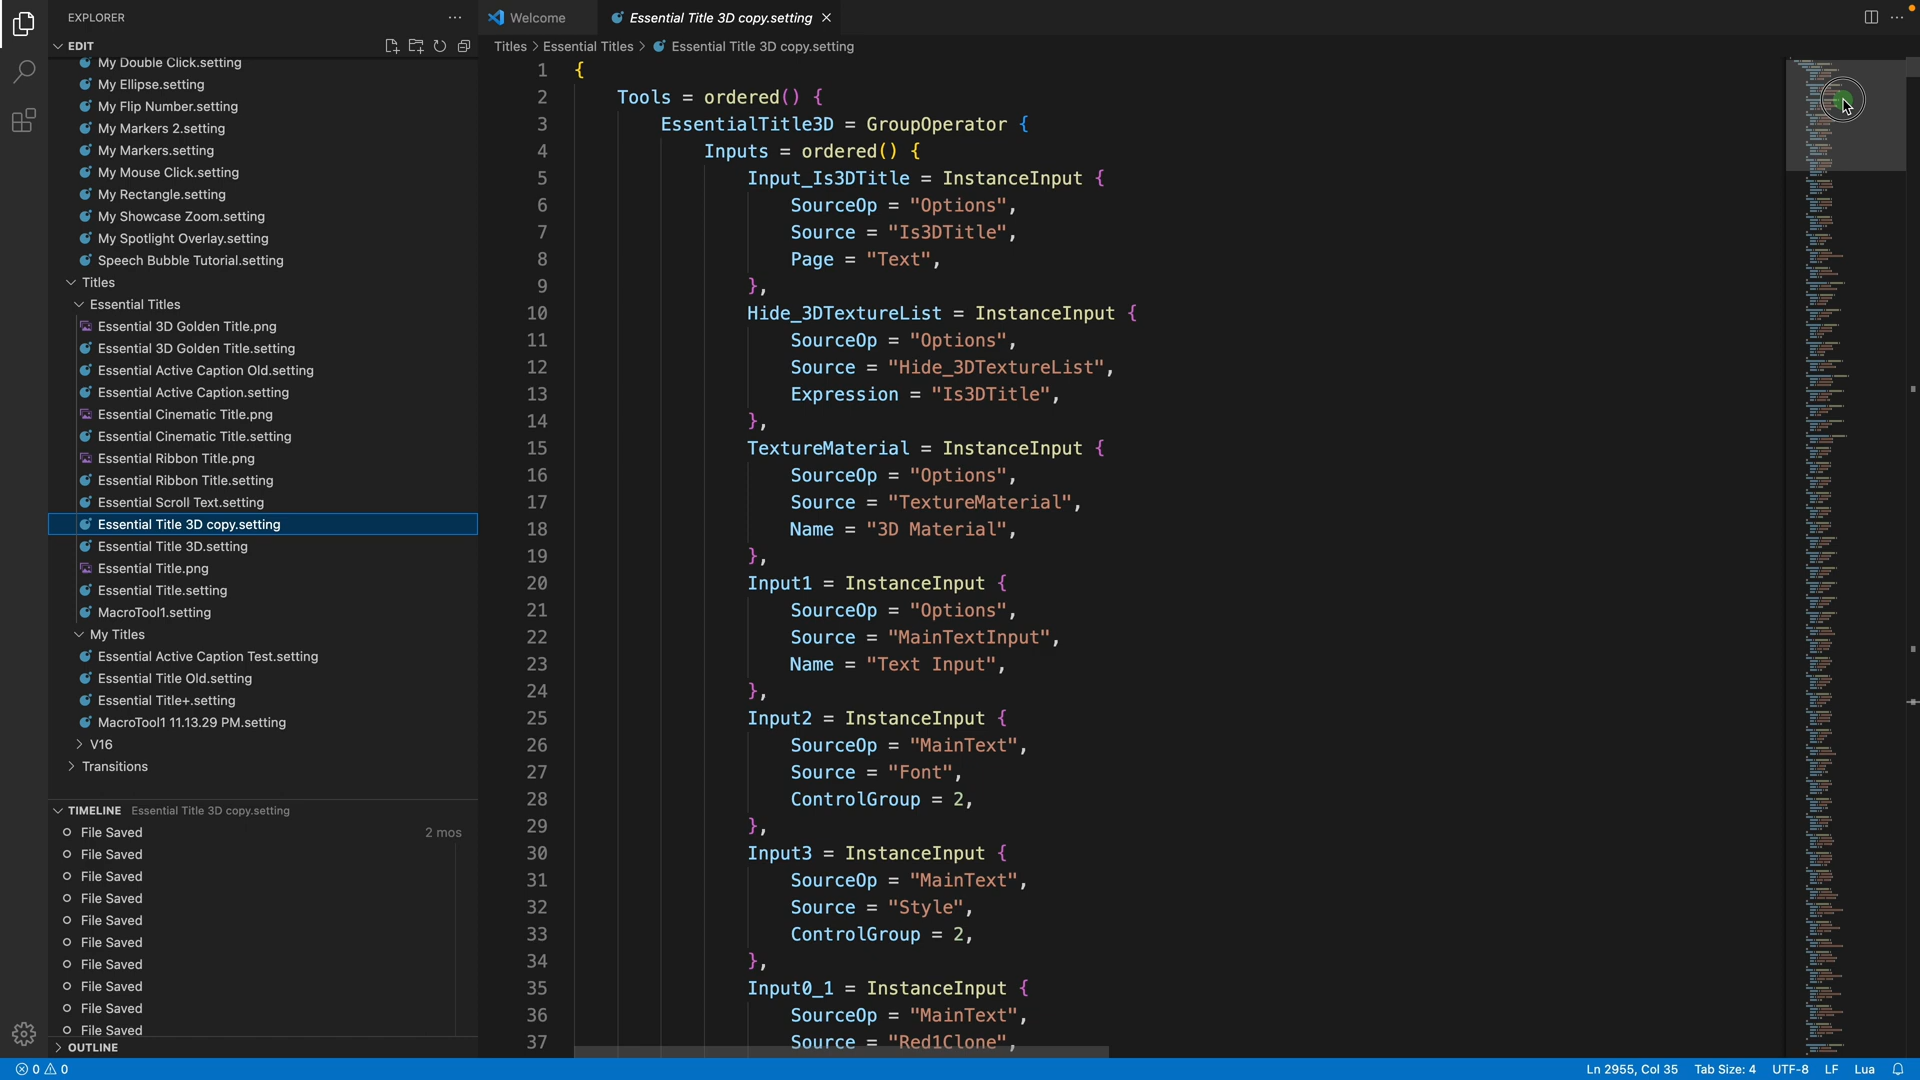 EXPLORER
EDIT
My Double Click.setting
My Ellipse.setting
My Flip Number.setting
My Markers 2.setting
My Markers.setting
My Mouse Click.setting
My Rectangle.setting
My Showcase Zoom.setting
My Spotlight Overlay.setting
Speech Bubble Tutorial.setting
Titles
Essential Titles
Essential 3D Golden Title.png
Essential 3D Golden Title.setting
Essential Active Caption Old.setting
Essential Active Caption.setting
Essential Cinematic Title.png
Essential Cinematic Title.setting
Essential Ribbon Title.png
Essential Ribbon Title.setting
Essential Scroll Text.setting
Essential Title 3D copy.setting
Essential Title 3D.setting
Essential Title.png
Essential Title.setting
MacroTool1.setting
My Titles
Essential Active Caption Test.setting
Essential Title Old.setting
Essential Title+.setting
MacroTool1 11.13.29 PM.setting
V16
Transitions
TIMELINE Essential Title 3D copy.setting
File Saved 2 mos
File Saved
File Saved
File Saved
File Saved
File Saved
File Saved
File Saved
File Saved
File Saved
OUTLINE
Welcome
Essential Title 3D copy.setting
Titles > Essential Titles > Essential Title 3D copy.setting
1 {
2 Tools = ordered() {
3 EssentialTitle3D = GroupOperator {
4 Inputs = ordered() {
5 Input_Is3DTitle = InstanceInput {
6 SourceOp = "Options",
7 Source = "Is3DTitle",
8 Page = "Text",
9 },
10 Hide_3DTextureList = InstanceInput {
11 SourceOp = "Options",
12 Source = "Hide_3DTextureList",
13 Expression = "Is3DTitle",
14 },
15 TextureMaterial = InstanceInput {
16 SourceOp = "Options",
17 Source = "TextureMaterial",
18 Name = "3D Material",
19 },
20 Input1 = InstanceInput {
21 SourceOp = "Options",
22 Source = "MainTextInput",
23 Name = "Text Input",
24 },
25 Input2 = InstanceInput {
26 SourceOp = "MainText",
27 Source = "Font",
28 ControlGroup = 2,
29 },
30 Input3 = InstanceInput {
31 SourceOp = "MainText",
32 Source = "Style",
33 ControlGroup = 2,
34 },
35 Input0_1 = InstanceInput {
36 SourceOp = "MainText",
37 Source = "Red1Clone",
0 0
Ln 2955, Col 35 Tab Size: 4 UTF-8 LF Lua